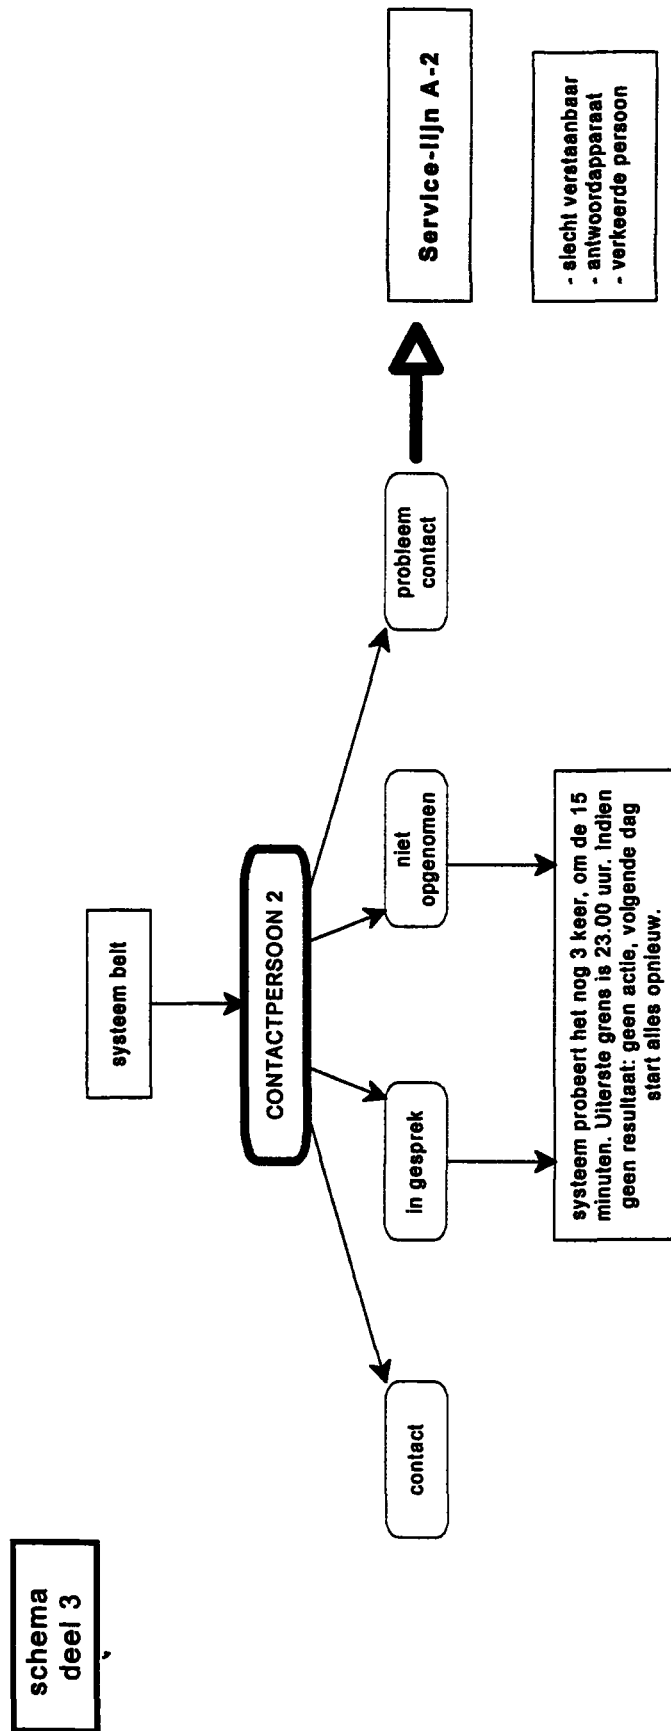 schema
deel 3
systeem belt
CONTACTPERSOON 2
contact
in gesprek
niet
opgenomen
probleem
contact
Service-lijn A-2
systeem probeert het nog 3 keer, om de 15
minuten. Uiterste grens is 23.00 uur. Indien
geen resultaat: geen actie, volgende dag
start alles opnieuw.
- slecht verstaanbaar
- antwoordapparaat
- verkeerde persoon